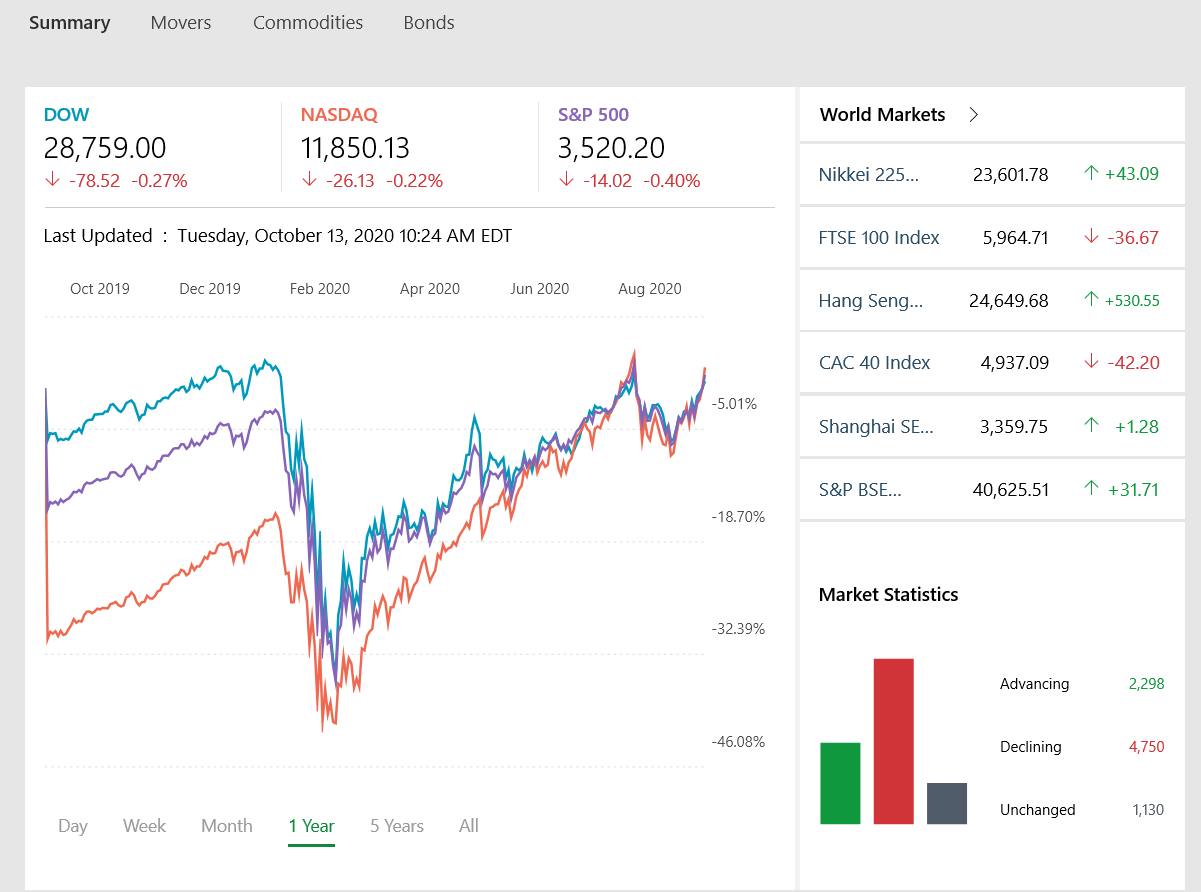 Summary Movers Commodities Bonds
DOW
28,759.00
↓ -78.52 -0.27%
NASDAQ
11,850.13
↓ -26.13 -0.22%
S&P 500
3,520.20
↓ -14.02 -0.40%
Last Updated : Tuesday, October 13, 2020 10:24 AM EDT
Oct 2019 Dec 2019 Feb 2020 Apr 2020 Jun 2020 Aug 2020
-5.01%
-18.70%
-32.39%
-46.08%
Day Week Month 1 Year 5 Years All
World Markets >
Nikkei 225... 23,601.78 ↑ +43.09
FTSE 100 Index 5,964.71 ↓ -36.67
Hang Seng... 24,649.68 ↑ +530.55
CAC 40 Index 4,937.09 ↓ -42.20
Shanghai SE... 3,359.75 ↑ +1.28
S&P BSE... 40,625.51 ↑ +31.71
Market Statistics
Advancing 2,298
Declining 4,750
Unchanged 1,130